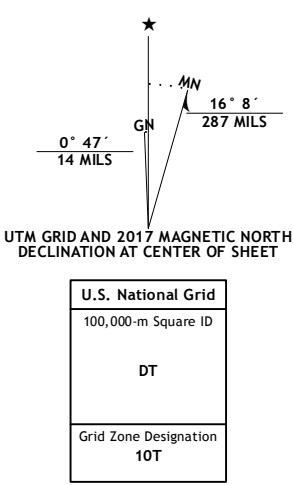 ★
MN
GN
16° 8´
287 MILS
0° 47´
14 MILS
UTM GRID AND 2017 MAGNETIC NORTH
DECLINATION AT CENTER OF SHEET
U.S. National Grid
100,000-m Square ID
DT
Grid Zone Designation
10T